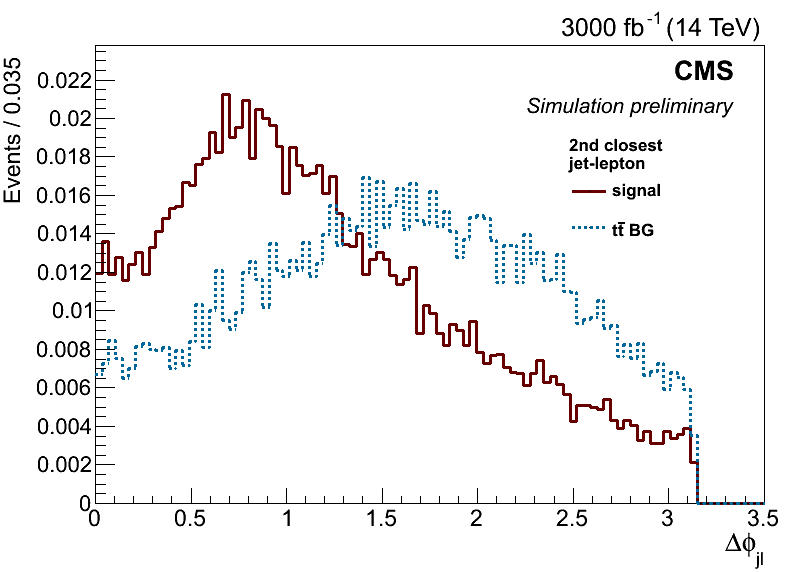 3000 fb⁻¹ (14 TeV)
CMS
Simulation preliminary
2nd closest
jet-lepton
signal
tt̄ BG
Events / 0.035
0.022
0.02
0.018
0.016
0.014
0.012
0.01
0.008
0.006
0.004
0.002
0
0 0.5 1 1.5 2 2.5 3 3.5
Δϕjl